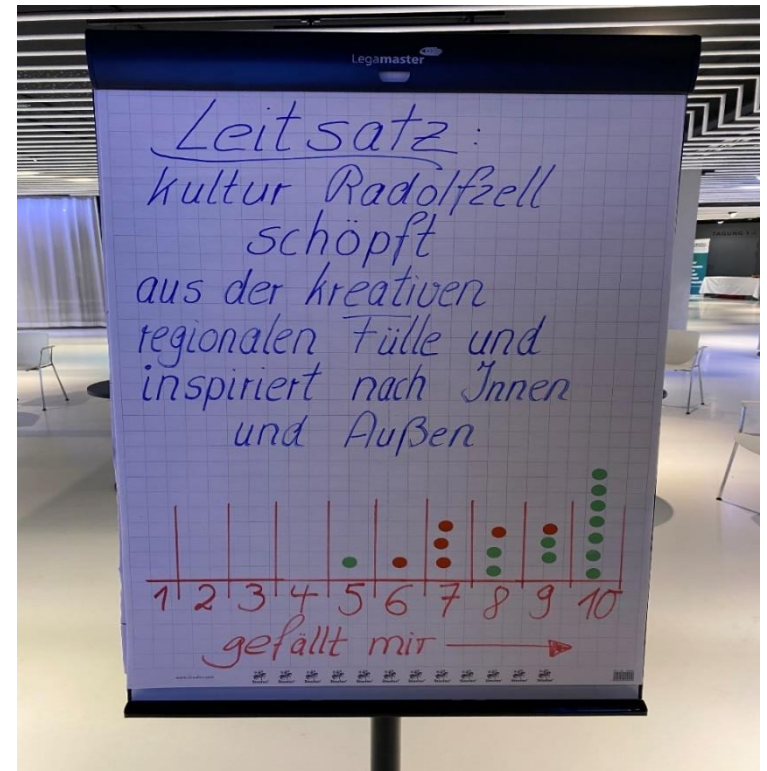 Legamaster
Leitsatz:
Kultur Radolfzell
schöpft
aus der kreativen
regionalen Fülle und
inspiriert nach Innen
und Außen
1 2 3 4 5 6 7 8 9 10
gefällt mir